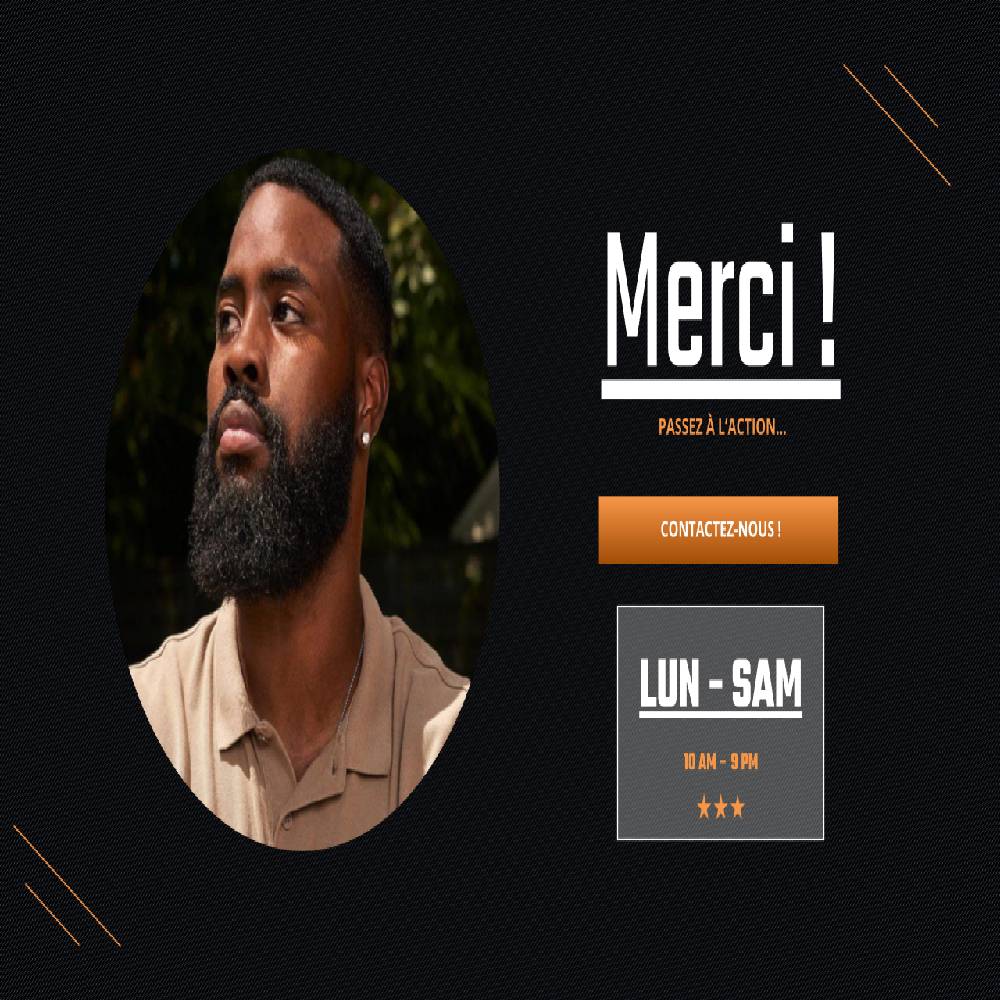 Merci !
PASSEZ À L'ACTION...
CONTACTEZ-NOUS !
LUN - SAM
10 AM - 9 PM